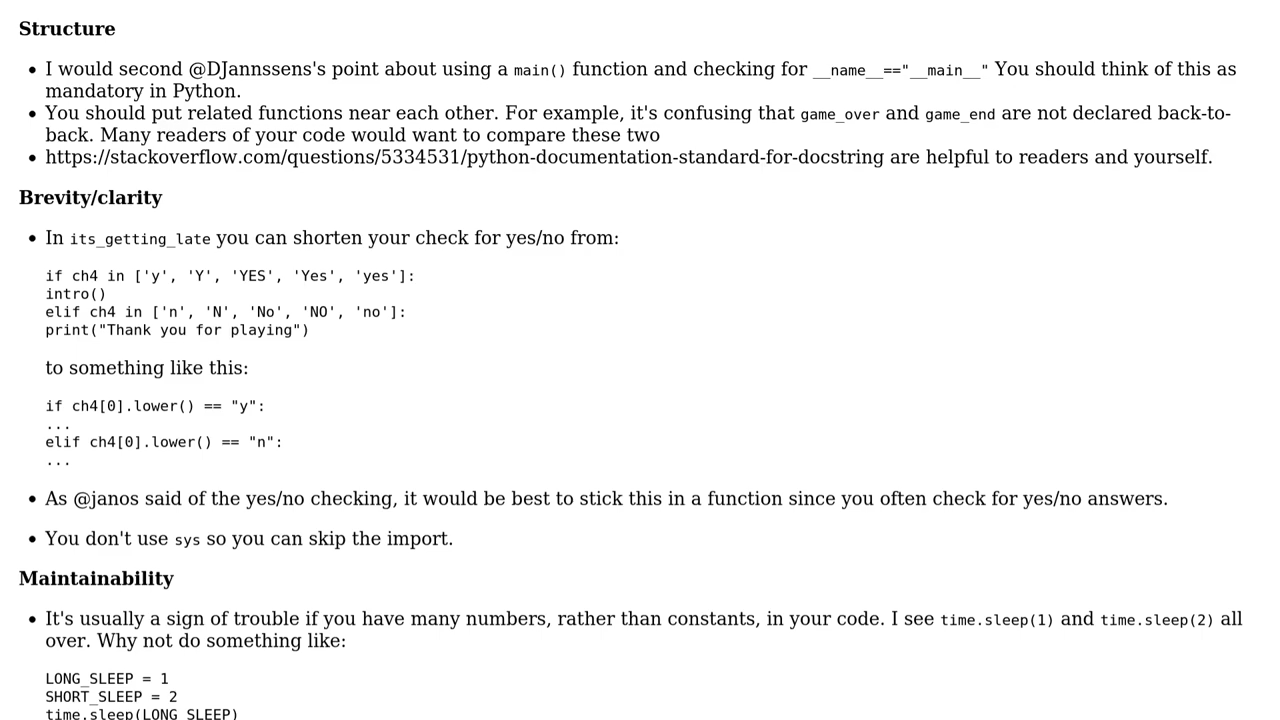 Structure
• I would second @DJannssens's point about using a main() function and checking for __name__=="__main__" You should think of this as
mandatory in Python.
• You should put related functions near each other. For example, it's confusing that game_over and game_end are not declared back-to-
back. Many readers of your code would want to compare these two
• https://stackoverflow.com/questions/5334531/python-documentation-standard-for-docstring are helpful to readers and yourself.
Brevity/clarity
• In its_getting_late you can shorten your check for yes/no from:
if ch4 in ['y', 'Y', 'YES', 'Yes', 'yes']:
intro()
elif ch4 in ['n', 'N', 'No', 'NO', 'no']:
print("Thank you for playing")
to something like this:
if ch4[0].lower() == "y":
...
elif ch4[0].lower() == "n":
...
• As @janos said of the yes/no checking, it would be best to stick this in a function since you often check for yes/no answers.
• You don't use sys so you can skip the import.
Maintainability
• It's usually a sign of trouble if you have many numbers, rather than constants, in your code. I see time.sleep(1) and time.sleep(2) all
over. Why not do something like:
LONG_SLEEP = 1
SHORT_SLEEP = 2
time.sleep(LONG_SLEEP)